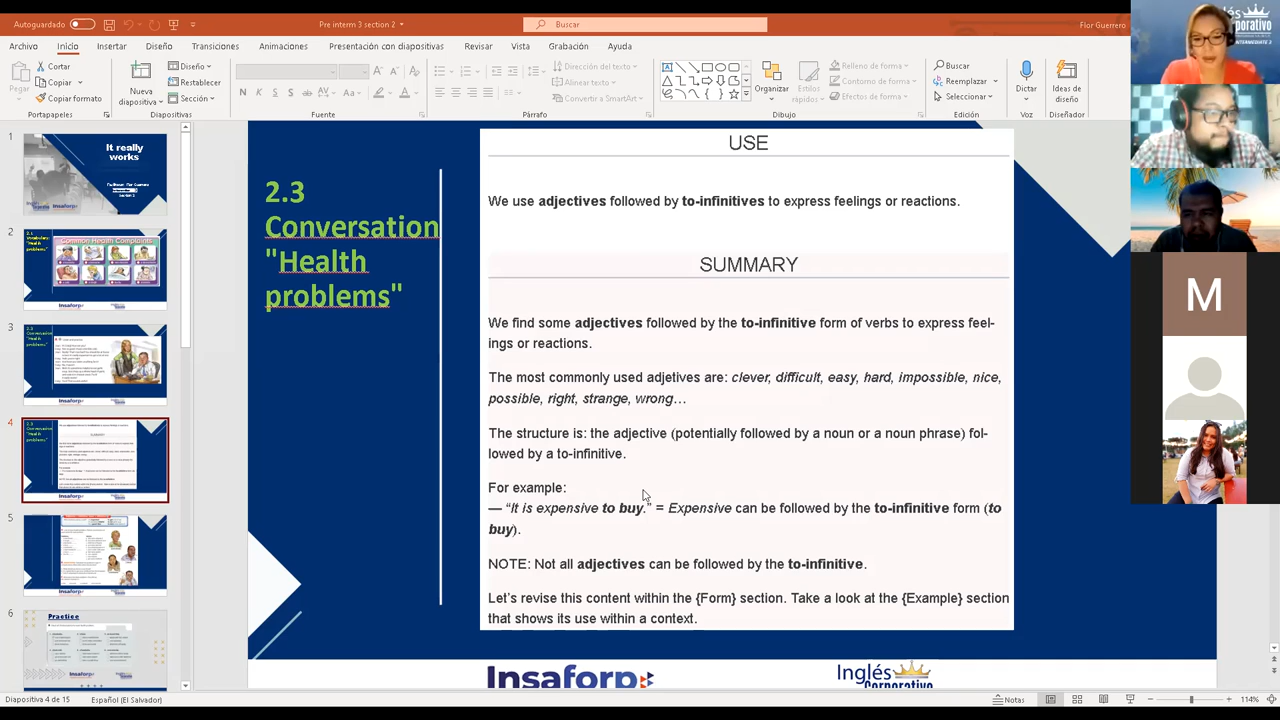 Autoguardado
Pre interm 3 section 2
Buscar
Flor Guerrero
Archivo
Inicio
Insertar
Diseño
Transiciones
Animaciones
Presentación con diapositivas
Revisar
Vista
Grabación
Ayuda
Pegar
Cortar
Copiar
Copiar formato
Portapapeles
Nueva diapositiva
Diseño
Restablecer
Sección
Diapositivas
Fuente
Párrafo
Dirección del texto
Alinear texto
Convertir a SmartArt
Organizar
Estilos rápidos
Relleno de forma
Contorno de forma
Efectos de forma
Dibujo
Buscar
Reemplazar
Seleccionar
Edición
Dictar
Voz
Ideas de diseño
Diseñador
1
It really
works
2
Common Health Complaints
3
4
SUMMARY
6
Practice
2.3
Conversation
"Health
problems"
USE
We use adjectives followed by to-infinitives to express feelings or reactions.
SUMMARY
We find some adjectives followed by the to-infinitive form of verbs to express feel-
ings or reactions.
The most commonly used adjetives are: clever, difficult, easy, hard, impossible, nice,
possible, right, strange, wrong…
The structure is: the adjective (potentially followed by a noun or a noun phrase) fol-
lowed by a to-infinitive.
For example:
— “It is expensive to buy.” = Expensive can be followed by the to-infinitive form (to
buy).
NOTE: Not all adjectives can be followed by the to-infinitive.
Let’s revise this content within the {Form} section. Take a look at the {Example} section
that shows its use within a context.
Insaforp
Inglés
Corporativo
M
Diapositiva 4 de 15
Español (El Salvador)
Notas
114%